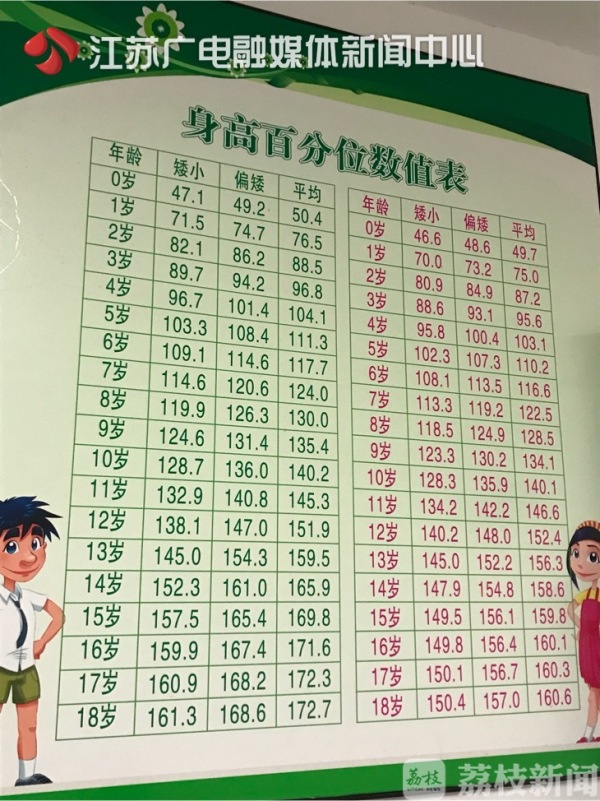 江苏广电融媒体新闻中心
身高百分位数值表
年龄 矮小 偏矮 平均
0岁 47.1 49.2 50.4
1岁 71.5 74.7 76.5
2岁 82.1 86.2 88.5
3岁 89.7 94.2 96.8
4岁 96.7 101.4 104.1
5岁 103.3 108.4 111.3
6岁 109.1 114.6 117.7
7岁 114.6 120.6 124.0
8岁 119.9 126.3 130.0
9岁 124.6 131.4 135.4
10岁 128.7 136.0 140.2
11岁 132.9 140.8 145.3
12岁 138.1 147.0 151.9
13岁 145.0 154.3 159.5
14岁 152.3 161.0 165.9
15岁 157.5 165.4 169.8
16岁 159.9 167.4 171.6
17岁 160.9 168.2 172.3
18岁 161.3 168.6 172.7
年龄 矮小 偏矮 平均
0岁 46.6 48.6 49.7
1岁 70.0 73.2 75.0
2岁 80.9 84.9 87.2
3岁 88.6 93.1 95.6
4岁 95.8 100.4 103.1
5岁 102.3 107.3 110.2
6岁 108.1 113.5 116.6
7岁 113.3 119.2 122.5
8岁 118.5 124.9 128.5
9岁 123.3 130.2 134.1
10岁 128.3 135.9 140.1
11岁 134.2 142.2 146.6
12岁 140.2 148.0 152.4
13岁 145.0 152.2 156.3
14岁 147.9 154.8 158.6
15岁 149.5 156.1 159.8
16岁 149.8 156.4 160.1
17岁 150.1 156.7 160.3
18岁 150.4 157.0 160.6
荔枝 荔枝新闻